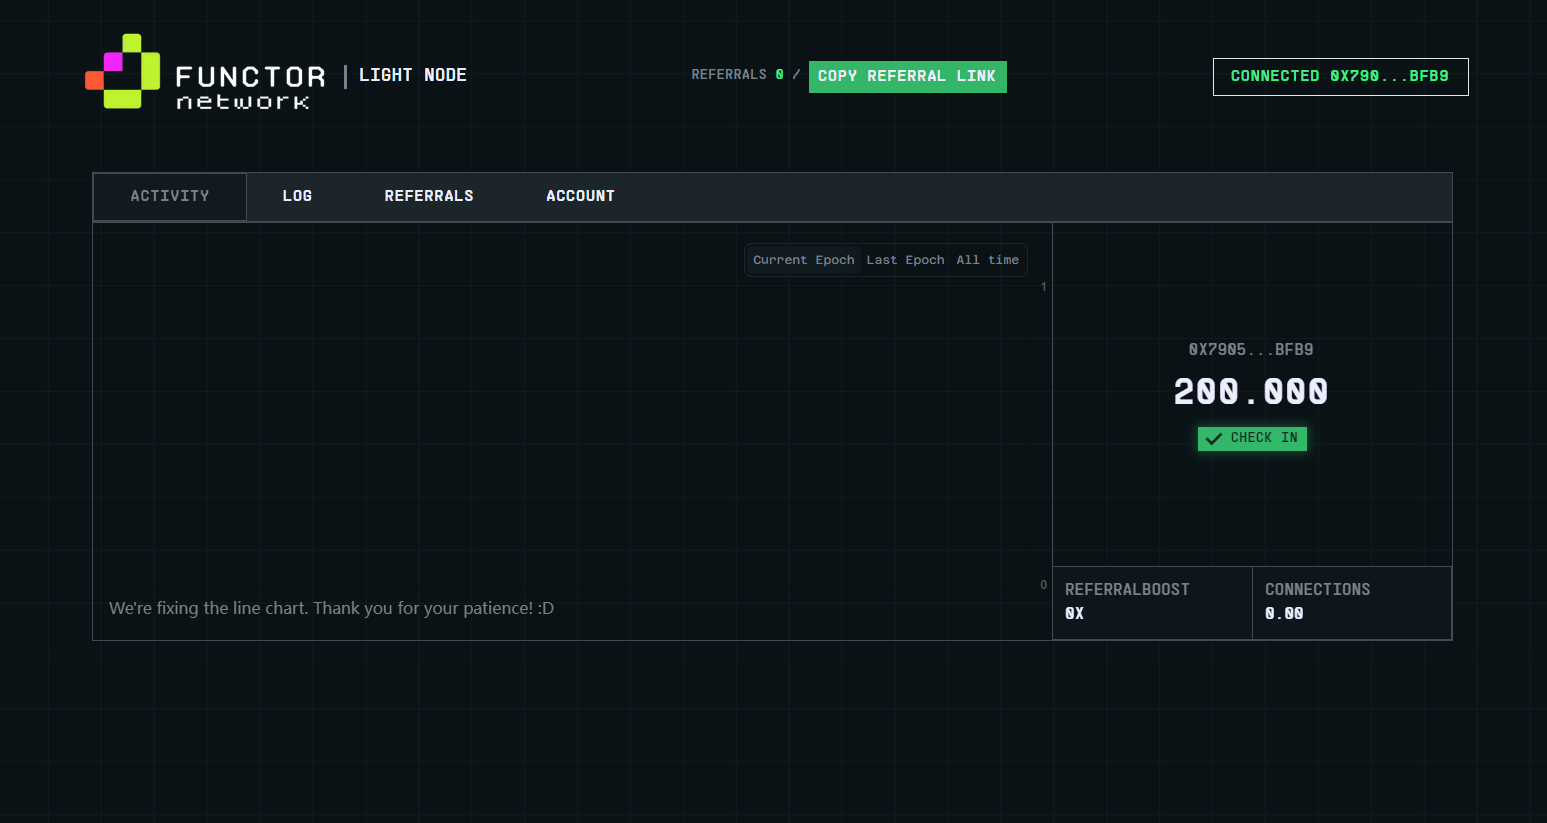 FUNCTOR
network
LIGHT NODE
REFERRALS 0 /
COPY REFERRAL LINK
CONNECTED 0X790...BFB9
ACTIVITY
LOG
REFERRALS
ACCOUNT
Current Epoch
Last Epoch
All time
1
0
We're fixing the line chart. Thank you for your patience! :D
0X7905...BFB9
200.000
CHECK IN
REFERRALBOOST
0X
CONNECTIONS
0.00